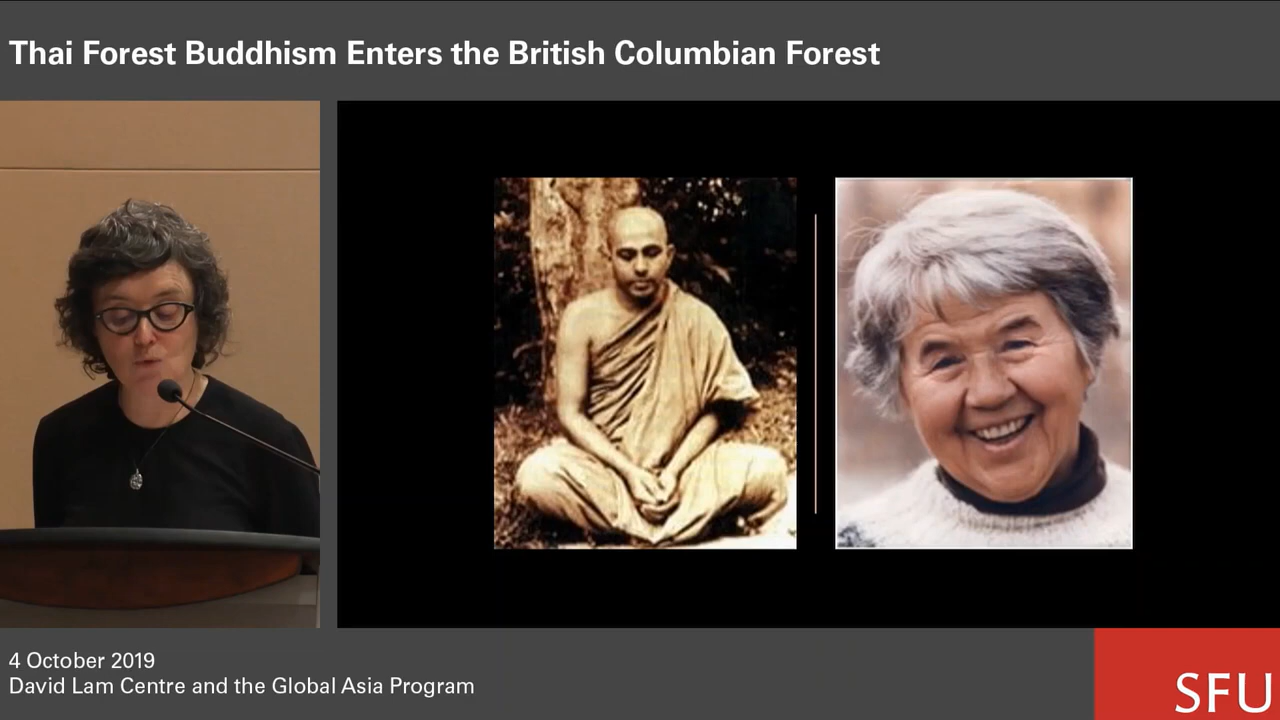 Thai Forest Buddhism Enters the British Columbian Forest
4 October 2019
David Lam Centre and the Global Asia Program
SFU